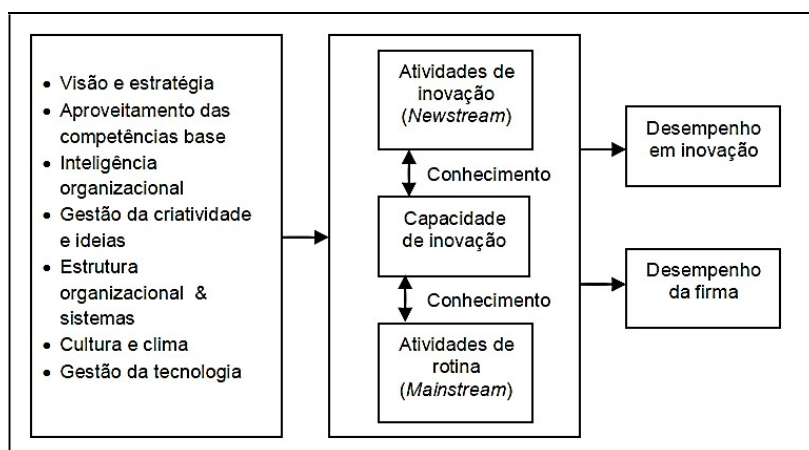 • Visão e estratégia
• Aproveitamento das
competências base
• Inteligência
organizacional
• Gestão da criatividade
e ideias
• Estrutura
organizacional &
sistemas
• Cultura e clima
• Gestão da tecnologia
Atividades de
inovação
(Newstream)
Conhecimento
Capacidade
de inovação
Conhecimento
Atividades de
rotina
(Mainstream)
Desempenho
em inovação
Desempenho
da firma